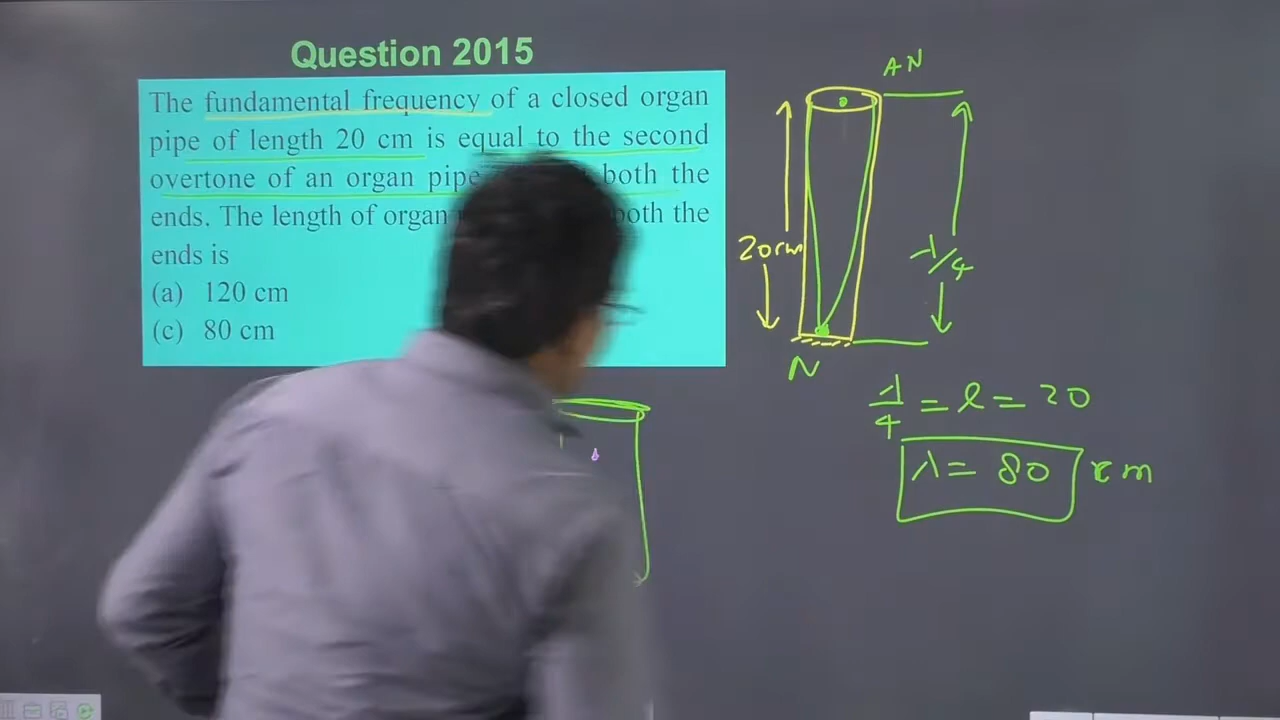 Question 2015
The fundamental frequency of a closed organ
pipe of length 20 cm is equal to the second
overtone of an organ pipe both the
ends. The length of organ both the
ends is
(a) 120 cm
(c) 80 cm
AN
20cm
λ/4
N
λ/4 = l = 20
λ = 80 cm